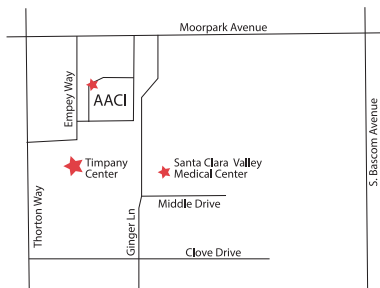 Moorpark Avenue
Empey Way
AACI
S. Bascom Avenue
Timpany
Center
Santa Clara Valley
Medical Center
Thorton Way
Ginger Ln
Middle Drive
Clove Drive